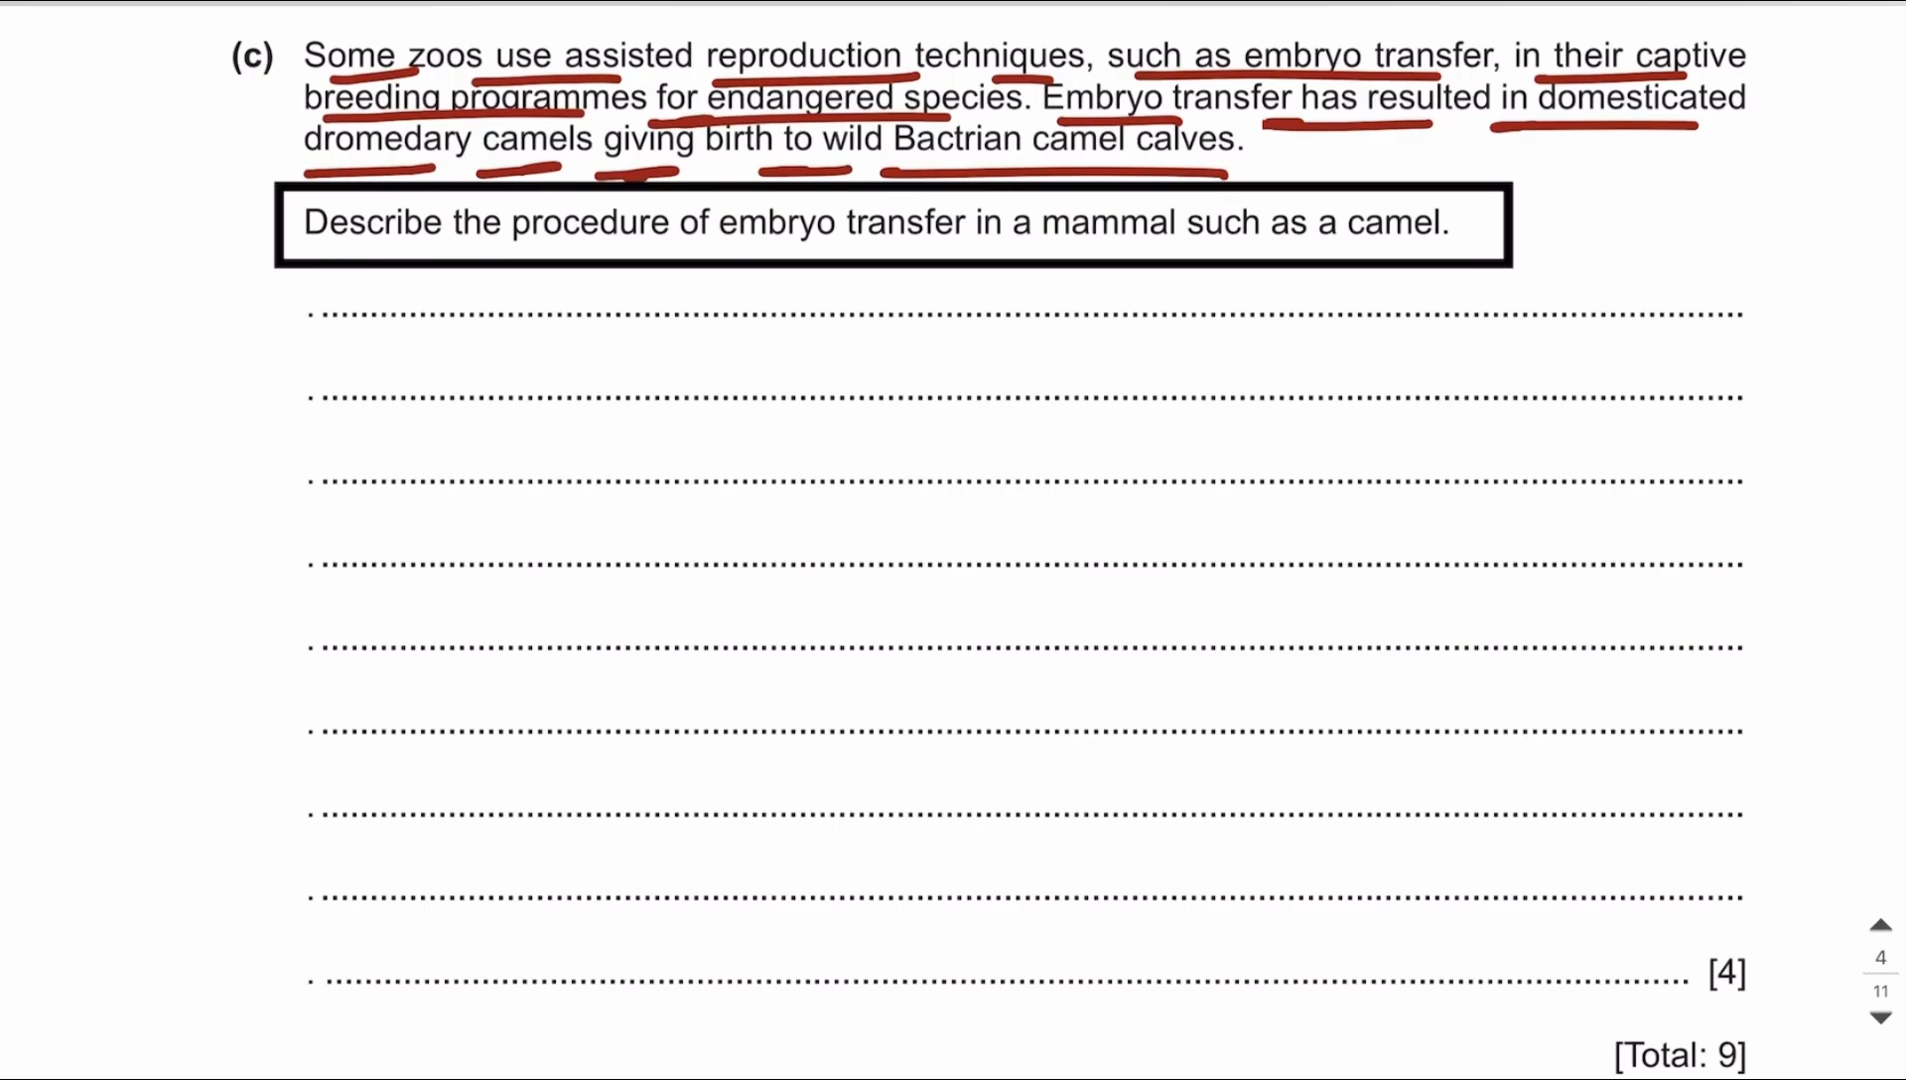 (c) Some zoos use assisted reproduction techniques, such as embryo transfer, in their captive
breeding programmes for endangered species. Embryo transfer has resulted in domesticated
dromedary camels giving birth to wild Bactrian camel calves.
Describe the procedure of embryo transfer in a mammal such as a camel.
[4]
4
11
[Total: 9]